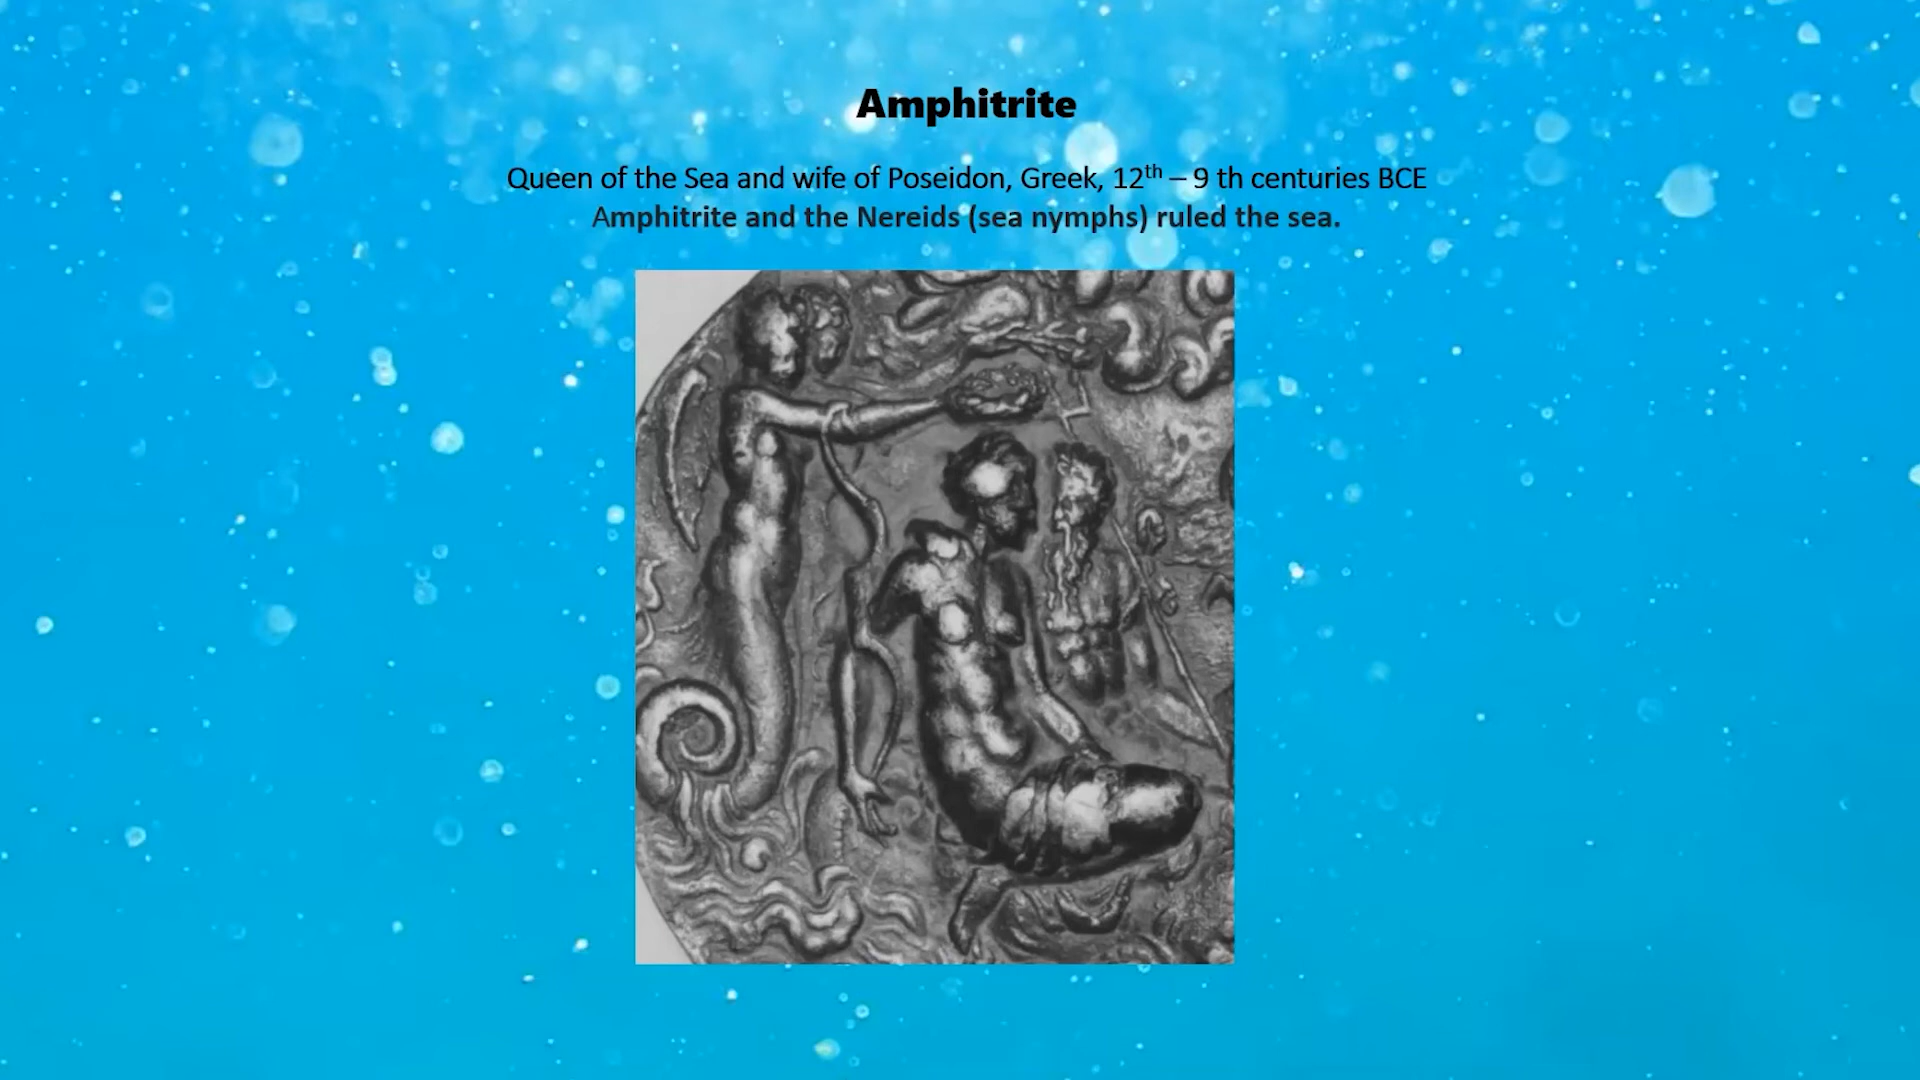 Amphitrite
Queen of the Sea and wife of Poseidon, Greek, 12th – 9 th centuries BCE
Amphitrite and the Nereids (sea nymphs) ruled the sea.